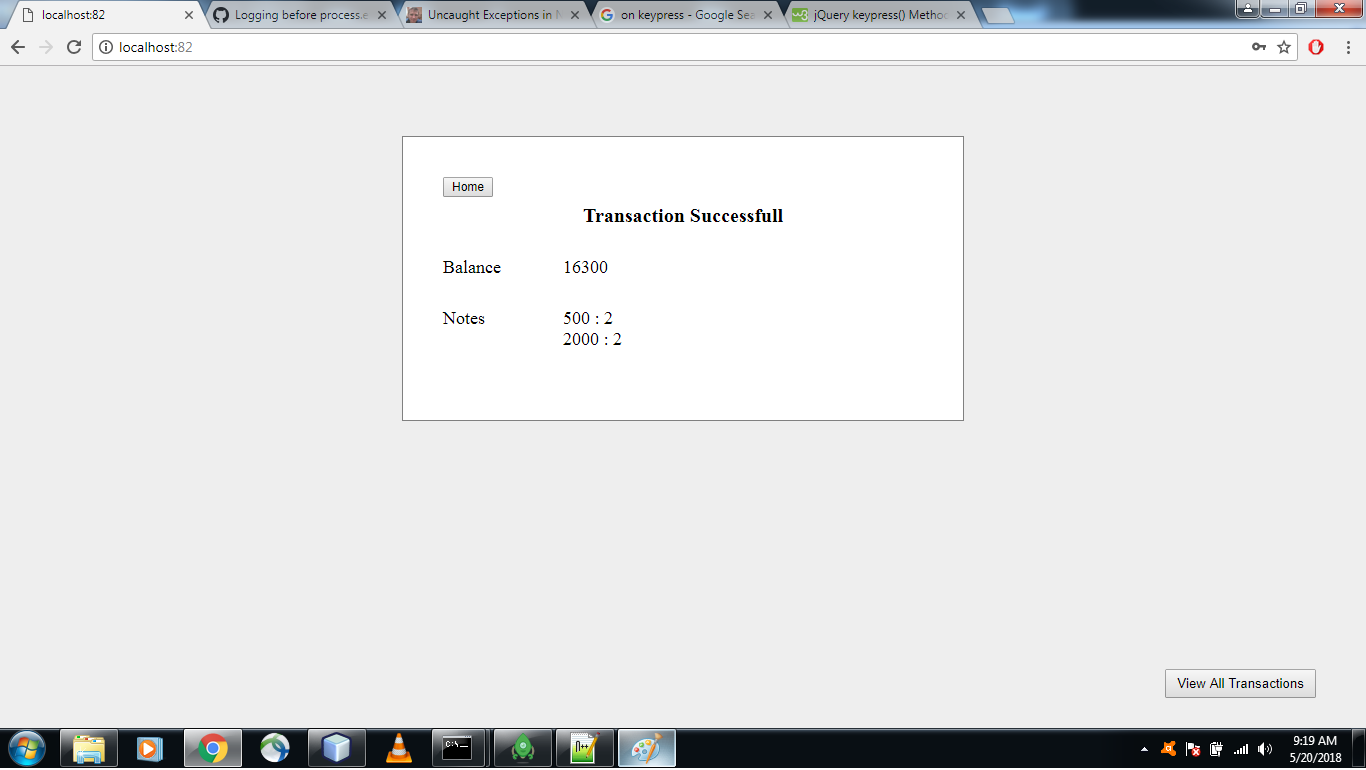 localhost:82
Logging before process.e
Uncaught Exceptions in N
on keypress - Google Sea
jQuery keypress() Method
localhost:82
Home
Transaction Successfull
Balance 16300
Notes 500 : 2
2000 : 2
View All Transactions
C:\._
9:19 AM
5/20/2018